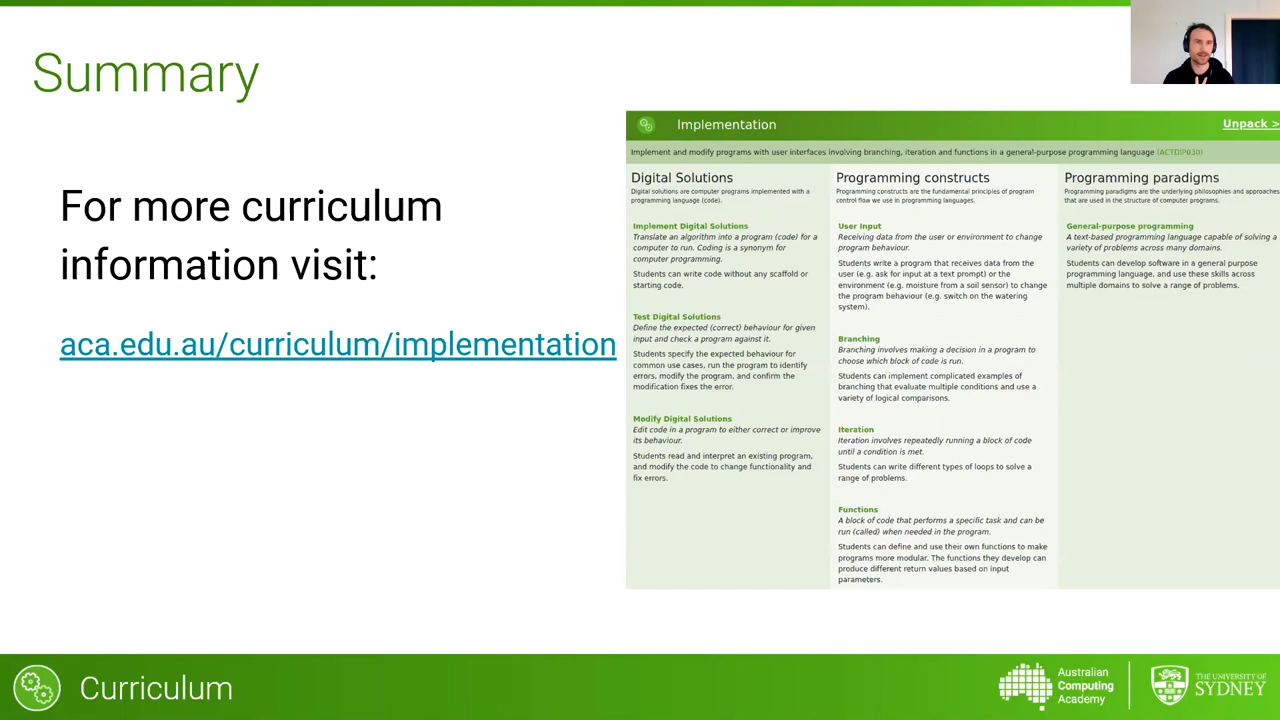 Summary
For more curriculum
information visit:
aca.edu.au/curriculum/implementation
Implementation
Unpack >
Implement and modify programs with user interfaces involving branching, iteration and functions in a general-purpose programming language (ACTDIP030)
Digital Solutions
Digital solutions are computer programs implemented with a
programming language (code).
Implement Digital Solutions
Translate an algorithm into a program (code) for a
computer to run. Coding is a synonym for
computer programming.
Students can write code without any scaffold or
starting code.
Test Digital Solutions
Define the expected (correct) behaviour for given
input and check a program against it.
Students specify the expected behaviour for
common use cases, run the program to identify
errors, modify the program, and confirm the
modification fixes the error.
Modify Digital Solutions
Edit code in a program to either correct or improve
its behaviour.
Students read and interpret an existing program,
and modify the code to change functionality and
fix errors.
Programming constructs
Programming constructs are the fundamental principles of program
control flow we use in programming languages.
User Input
Receiving data from the user or environment to change
program behaviour.
Students write a program that receives data from the
user (e.g. ask for input at a text prompt) or the
environment (e.g. moisture from a soil sensor) to change
the program behaviour (e.g. switch on the watering
system).
Branching
Branching involves making a decision in a program to
choose which block of code is run.
Students can implement complicated examples of
branching that evaluate multiple conditions and use a
variety of logical comparisons.
Iteration
Iteration involves repeatedly running a block of code
until a condition is met.
Students can write different types of loops to solve a
range of problems.
Functions
A block of code that performs a specific task and can be
run (called) when needed in the program.
Students can define and use their own functions to make
programs more modular. The functions they develop can
produce different return values based on input
parameters.
Programming paradigms
Programming paradigms are the underlying philosophies and approaches
that are used in the structure of computer programs.
General-purpose programming
A text-based programming language capable of solving a
variety of problems across many domains.
Students can develop software in a general purpose
programming language, and use these skills across
multiple domains to solve a range of problems.
Curriculum
Australian
Computing
Academy
THE UNIVERSITY OF
SYDNEY